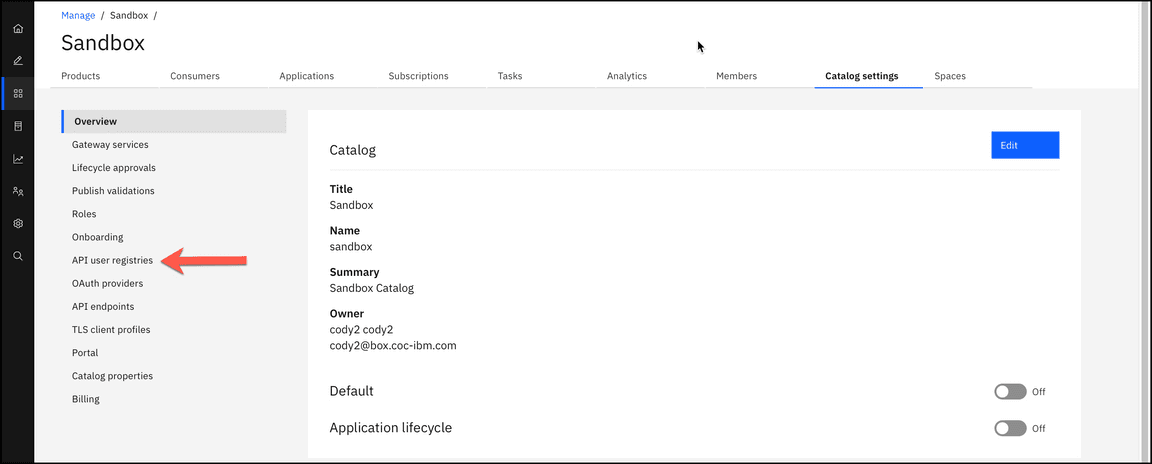 Manage / Sandbox /
Sandbox
Products Consumers Applications Subscriptions Tasks Analytics Members Catalog settings Spaces
Overview
Gateway services
Lifecycle approvals
Publish validations
Roles
Onboarding
API user registries
OAuth providers
API endpoints
TLS client profiles
Portal
Catalog properties
Billing
Catalog
Edit
Title
Sandbox
Name
sandbox
Summary
Sandbox Catalog
Owner
cody2 cody2
cody2@box.coc-ibm.com
Default Off
Application lifecycle Off